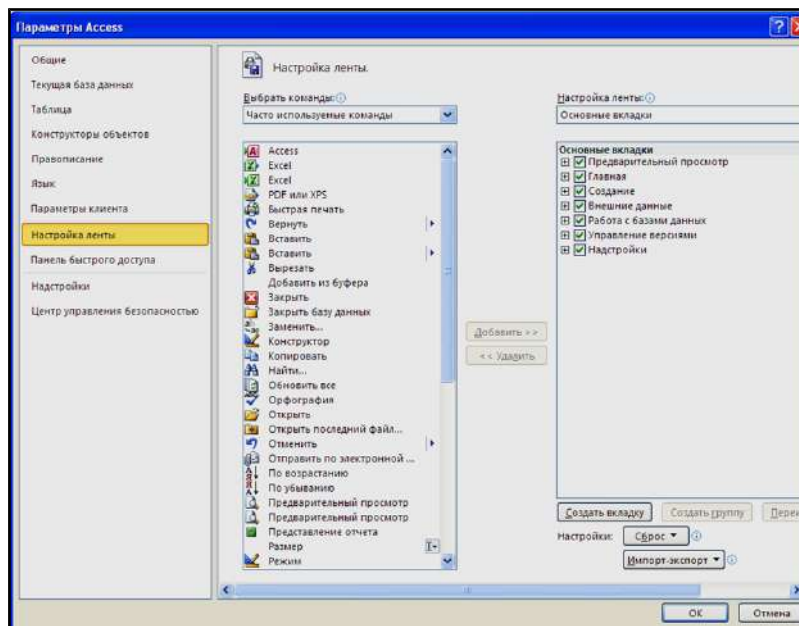 Параметры Access
Общие
Текущая база данных
Таблица
Конструкторы объектов
Правописание
Язык
Параметры клиента
Настройка ленты
Панель быстрого доступа
Надстройки
Центр управления безопасностью
Настройка ленты.
Выбрать команды:
Часто используемые команды
Access
Excel
Excel
PDF или XPS
Быстрая печать
Вернуть
Вставить
Вставить
Вырезать
Добавить из буфера
Закрыть
Закрыть базу данных
Заменить...
Конструктор
Копировать
Найти...
Обновить все
Орфография
Открыть
Открыть последний файл...
Отменить
Отправить по электронной ...
По возрастанию
По убыванию
Предварительный просмотр
Предварительный просмотр
Представление отчета
Размер
Режим
Добавить >>
<< Удалить
Настройка ленты:
Основные вкладки
Основные вкладки
Предварительный просмотр
Главная
Создание
Внешние данные
Работа с базами данных
Управление версиями
Надстройки
Создать вкладку
Создать группу
Настройки:
Сброс
Импорт-экспорт
ОК
Отмена